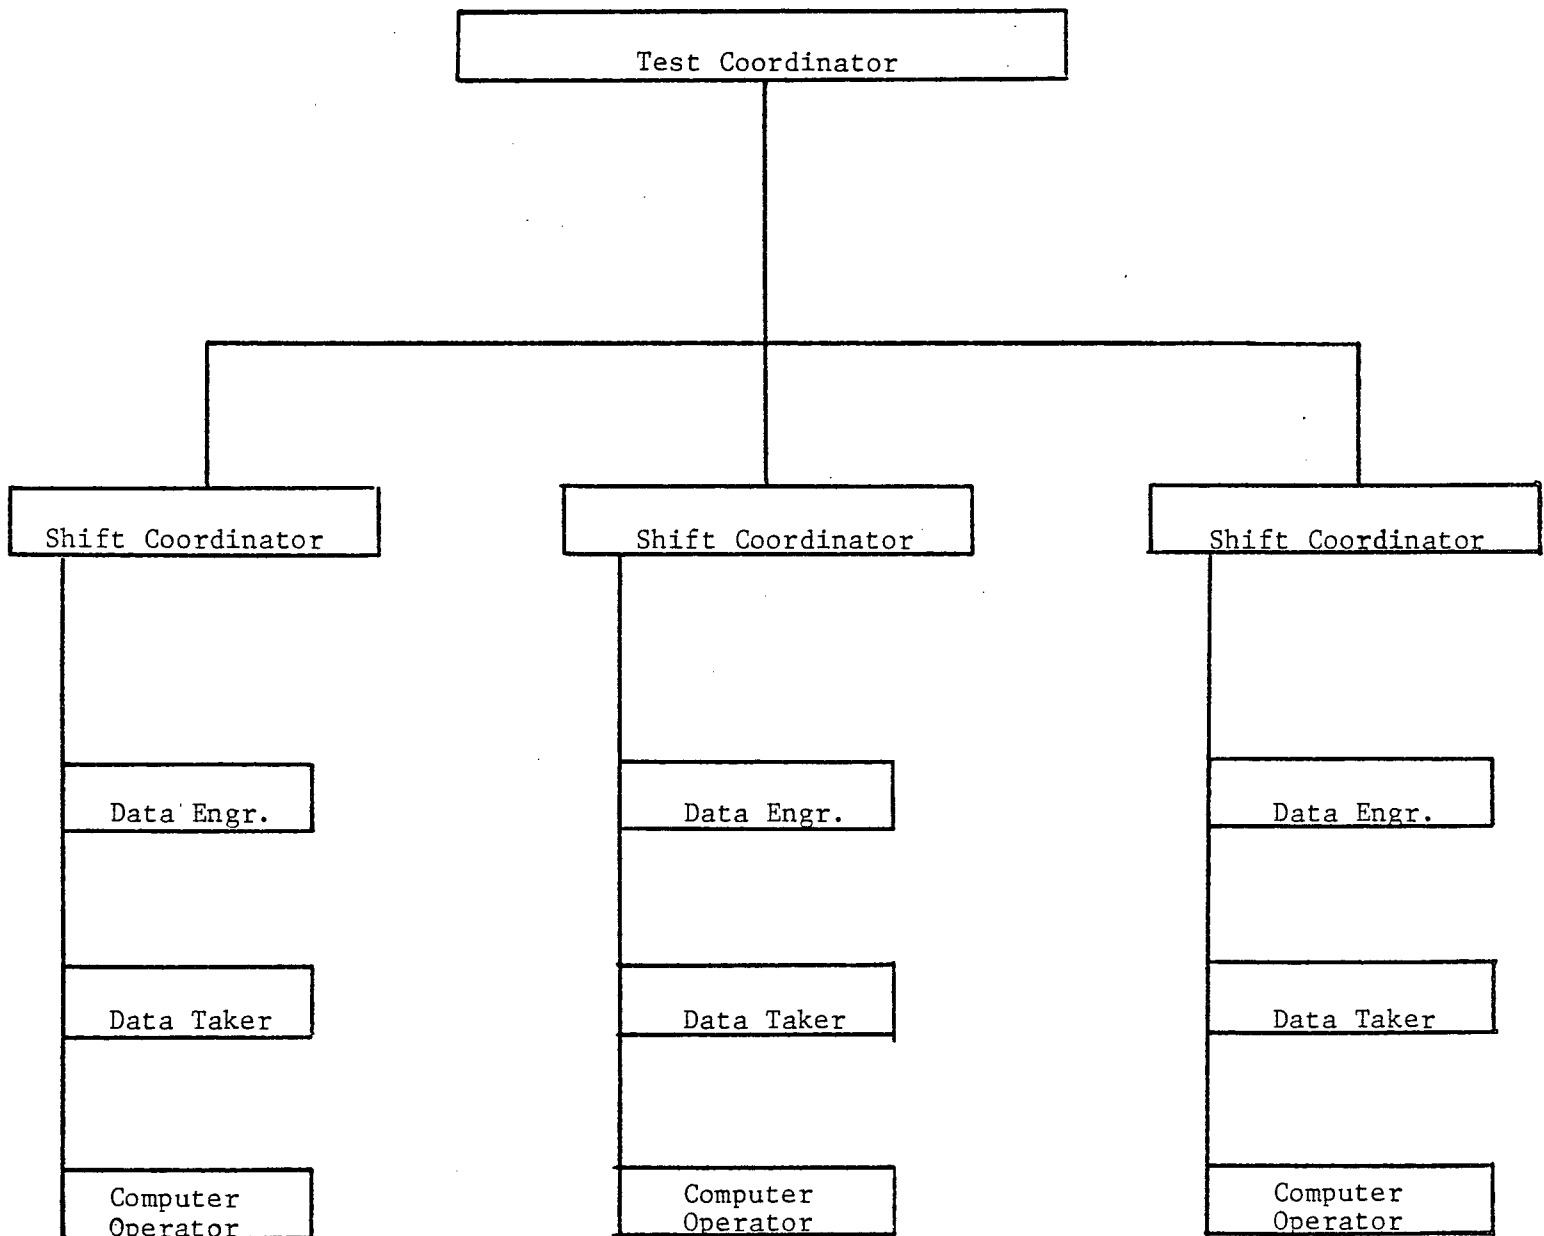 Test Coordinator
Shift Coordinator
Shift Coordinator
Shift Coordinator
Data Engr.
Data Engr.
Data Engr.
Data Taker
Data Taker
Data Taker
Computer
Operator
Computer
Operator
Computer
Operator